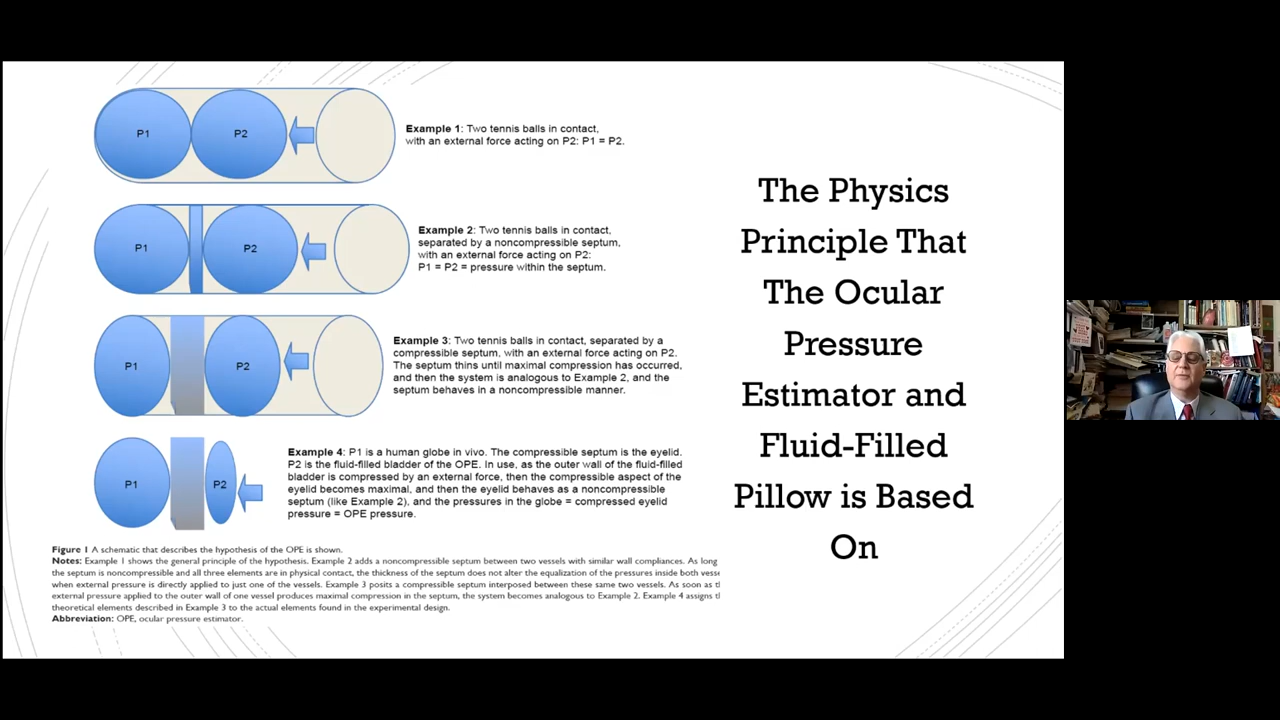 P1
P2
Example 1: Two tennis balls in contact,
with an external force acting on P2: P1 = P2.
P1
P2
Example 2: Two tennis balls in contact,
separated by a noncompressible septum,
with an external force acting on P2:
P1 = P2 = pressure within the septum.
P1
P2
Example 3: Two tennis balls in contact, separated by a
compressible septum, with an external force acting on P2.
The septum thins until maximal compression has occurred,
and then the system is analogous to Example 2, and the
septum behaves in a noncompressible manner.
P1
P2
Example 4: P1 is a human globe in vivo. The compressible septum is the eyelid.
P2 is the fluid-filled bladder of the OPE. In use, as the outer wall of the fluid-filled
bladder is compressed by an external force, then the compressible aspect of the
eyelid becomes maximal, and then the eyelid behaves as a noncompressible
septum (like Example 2), and the pressures in the globe = compressed eyelid
pressure = OPE pressure.
Figure 1 A schematic that describes the hypothesis of the OPE is shown.
Notes: Example 1 shows the general principle of the hypothesis. Example 2 adds a noncompressible septum between two vessels with similar wall compliances. As long
the septum is noncompressible and all three elements are in physical contact, the thickness of the septum does not alter the equalization of the pressures inside both
when external pressure is directly applied to just one of the vessels. Example 3 posits a compressible septum interposed between these same two vessels. As soon as
external pressure applied to the outer wall of one vessel produces maximal compression in the septum, the system becomes analogous to Example 2. Example 4 assigns
theoretical elements described in Example 3 to the actual elements found in the experimental design.
Abbreviation: OPE, ocular pressure estimator.
The Physics
Principle That
The Ocular
Pressure
Estimator and
Fluid-Filled
Pillow is Based
On